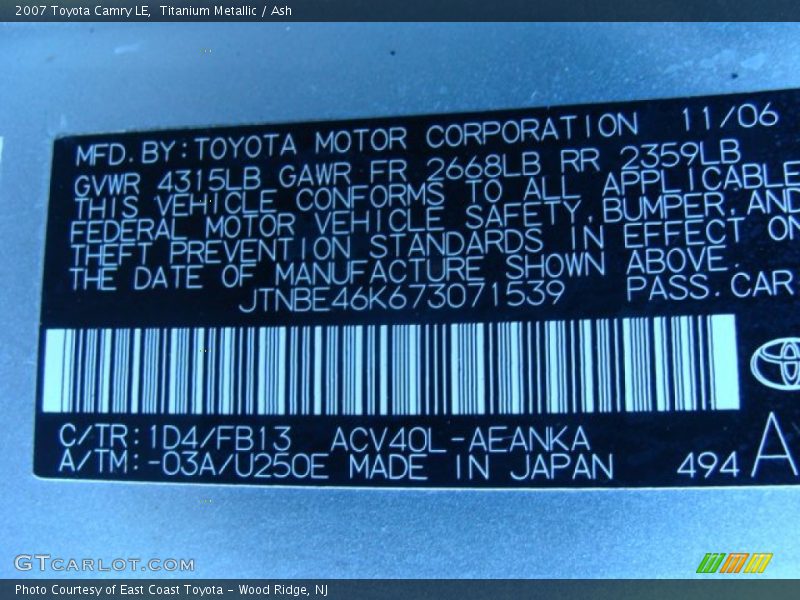 2007 Toyota Camry LE, Titanium Metallic / Ash
MFD.BY:TOYOTA MOTOR CORPORATION 11/06
GVWR 4315LB GAWR FR 2668LB RR 2359LB
THIS VEHICLE CONFORMS TO ALL APPLICABLE
FEDERAL MOTOR VEHICLE SAFETY,BUMPER,AND
THEFT PREVENTION STANDARDS IN EFFECT ON
THE DATE OF MANUFACTURE SHOWN ABOVE.
JTNBE46K673071539 PASS.CAR
C/TR:1D4/FB13 ACV40L-AEANKA
A/TM:-03A/U250E MADE IN JAPAN 494 A
GTCARLOT.COM
Photo Courtesy of East Coast Toyota - Wood Ridge, NJ